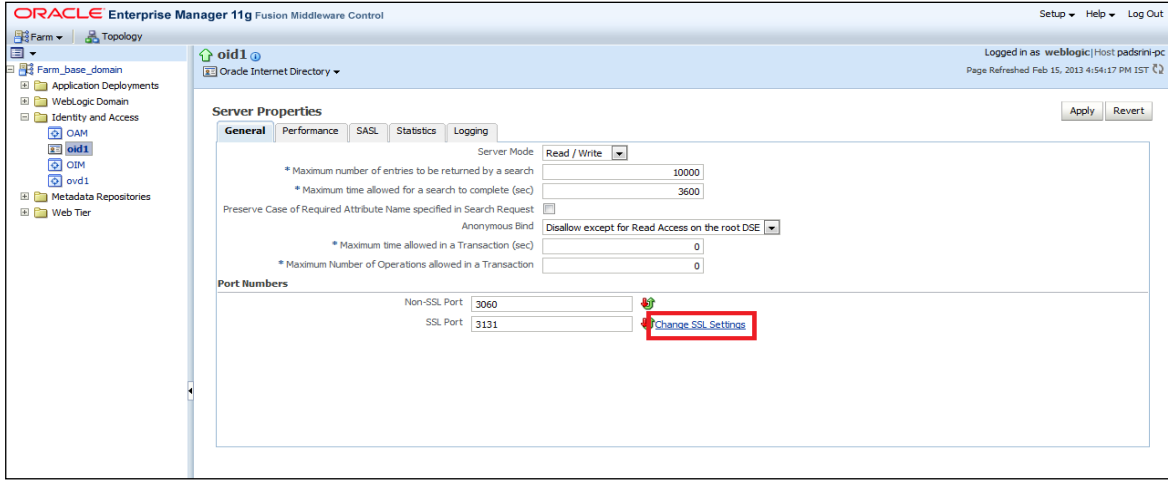 ORACLE Enterprise Manager 11g Fusion Middleware Control
Setup Help Log Out
Farm Topology
oid1
Logged in as weblogic|Host padsrini-pc
Oracle Internet Directory
Page Refreshed Feb 15, 2013 4:54:17 PM IST
Farm_base_domain
Application Deployments
WebLogic Domain
Identity and Access
OAM
oid1
OIM
ovd1
Metadata Repositories
Web Tier
Server Properties
Apply Revert
General Performance SASL Statistics Logging
Server Mode Read / Write
* Maximum number of entries to be returned by a search 10000
* Maximum time allowed for a search to complete (sec) 3600
Preserve Case of Required Attribute Name specified in Search Request
Anonymous Bind Disallow except for Read Access on the root DSE
* Maximum time allowed in a Transaction (sec) 0
* Maximum Number of Operations allowed in a Transaction 0
Port Numbers
Non-SSL Port 3060
SSL Port 3131 Change SSL Settings